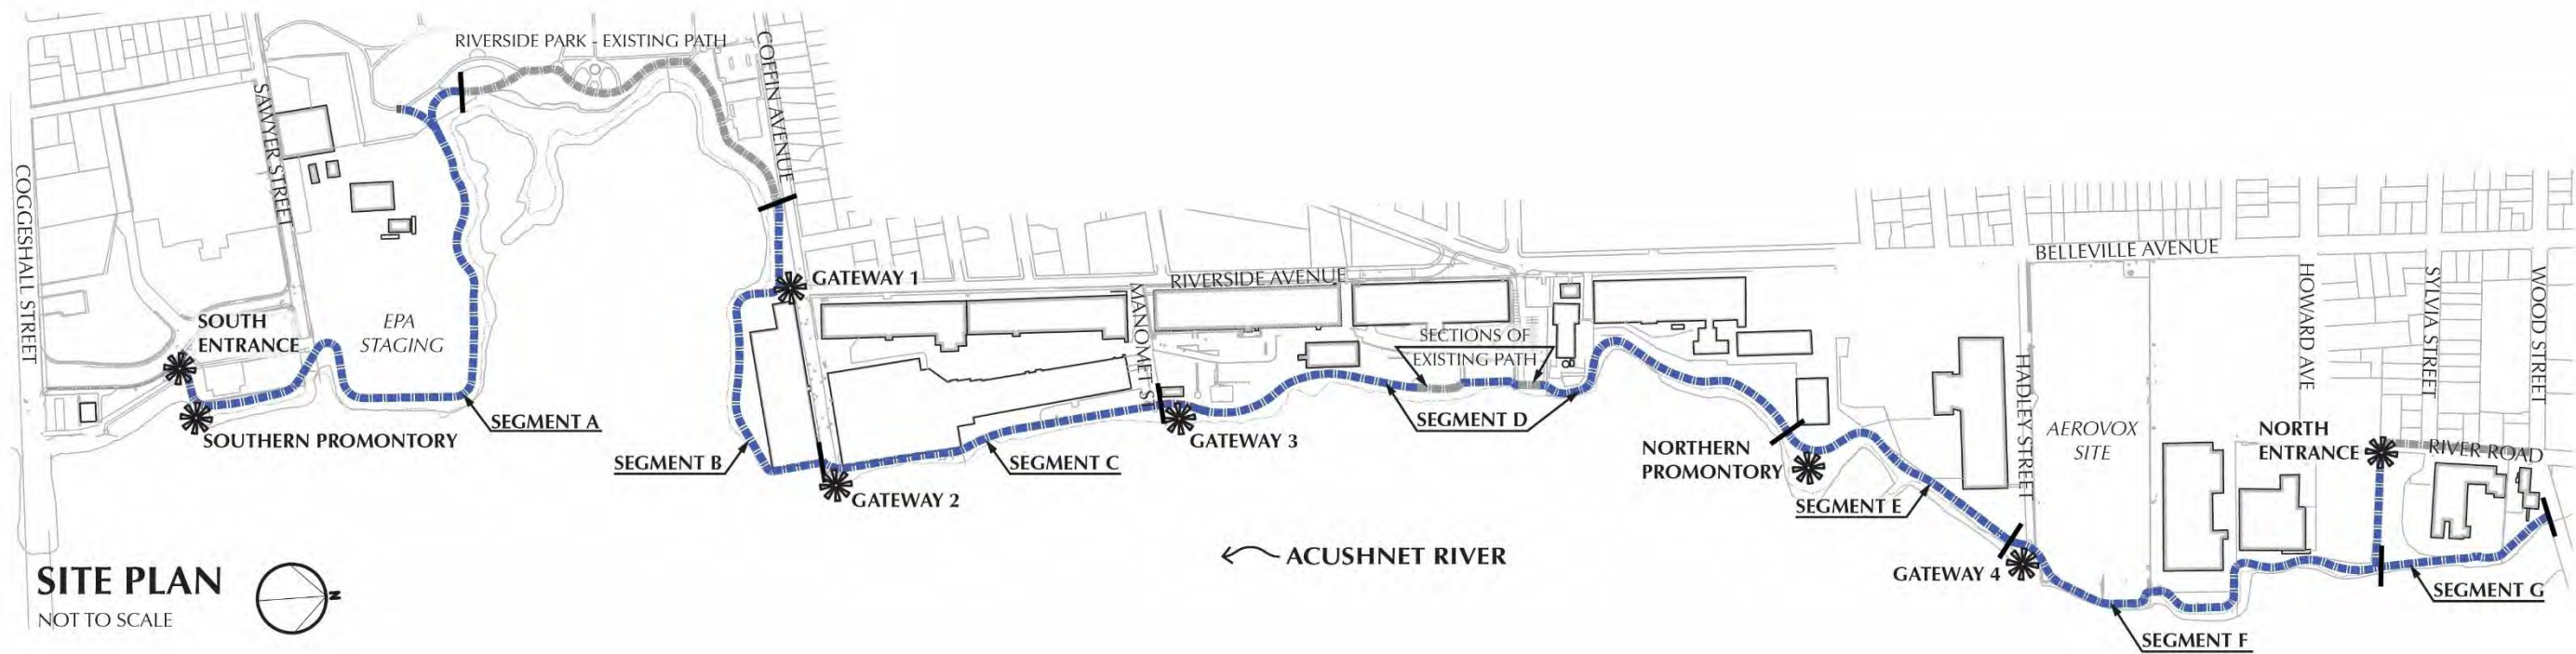 RIVERSIDE PARK - EXISTING PATH
COFFIN AVENUE
SAWYER STREET
COGGESHALL STREET
SOUTH
ENTRANCE
EPA
STAGING
SOUTHERN PROMONTORY
SEGMENT A
GATEWAY 1
SEGMENT B
GATEWAY 2
SEGMENT C
MANOMET ST
RIVERSIDE AVENUE
GATEWAY 3
SECTIONS OF
EXISTING PATH
SEGMENT D
NORTHERN
PROMONTORY
SEGMENT E
BELLEVILLE AVENUE
HADLEY STREET
AEROVOX
SITE
GATEWAY 4
HOWARD AVE
SYLVIA STREET
WOOD STREET
NORTH
ENTRANCE
RIVER ROAD
SEGMENT G
SEGMENT F
ACUSHNET RIVER
SITE PLAN
NOT TO SCALE
N